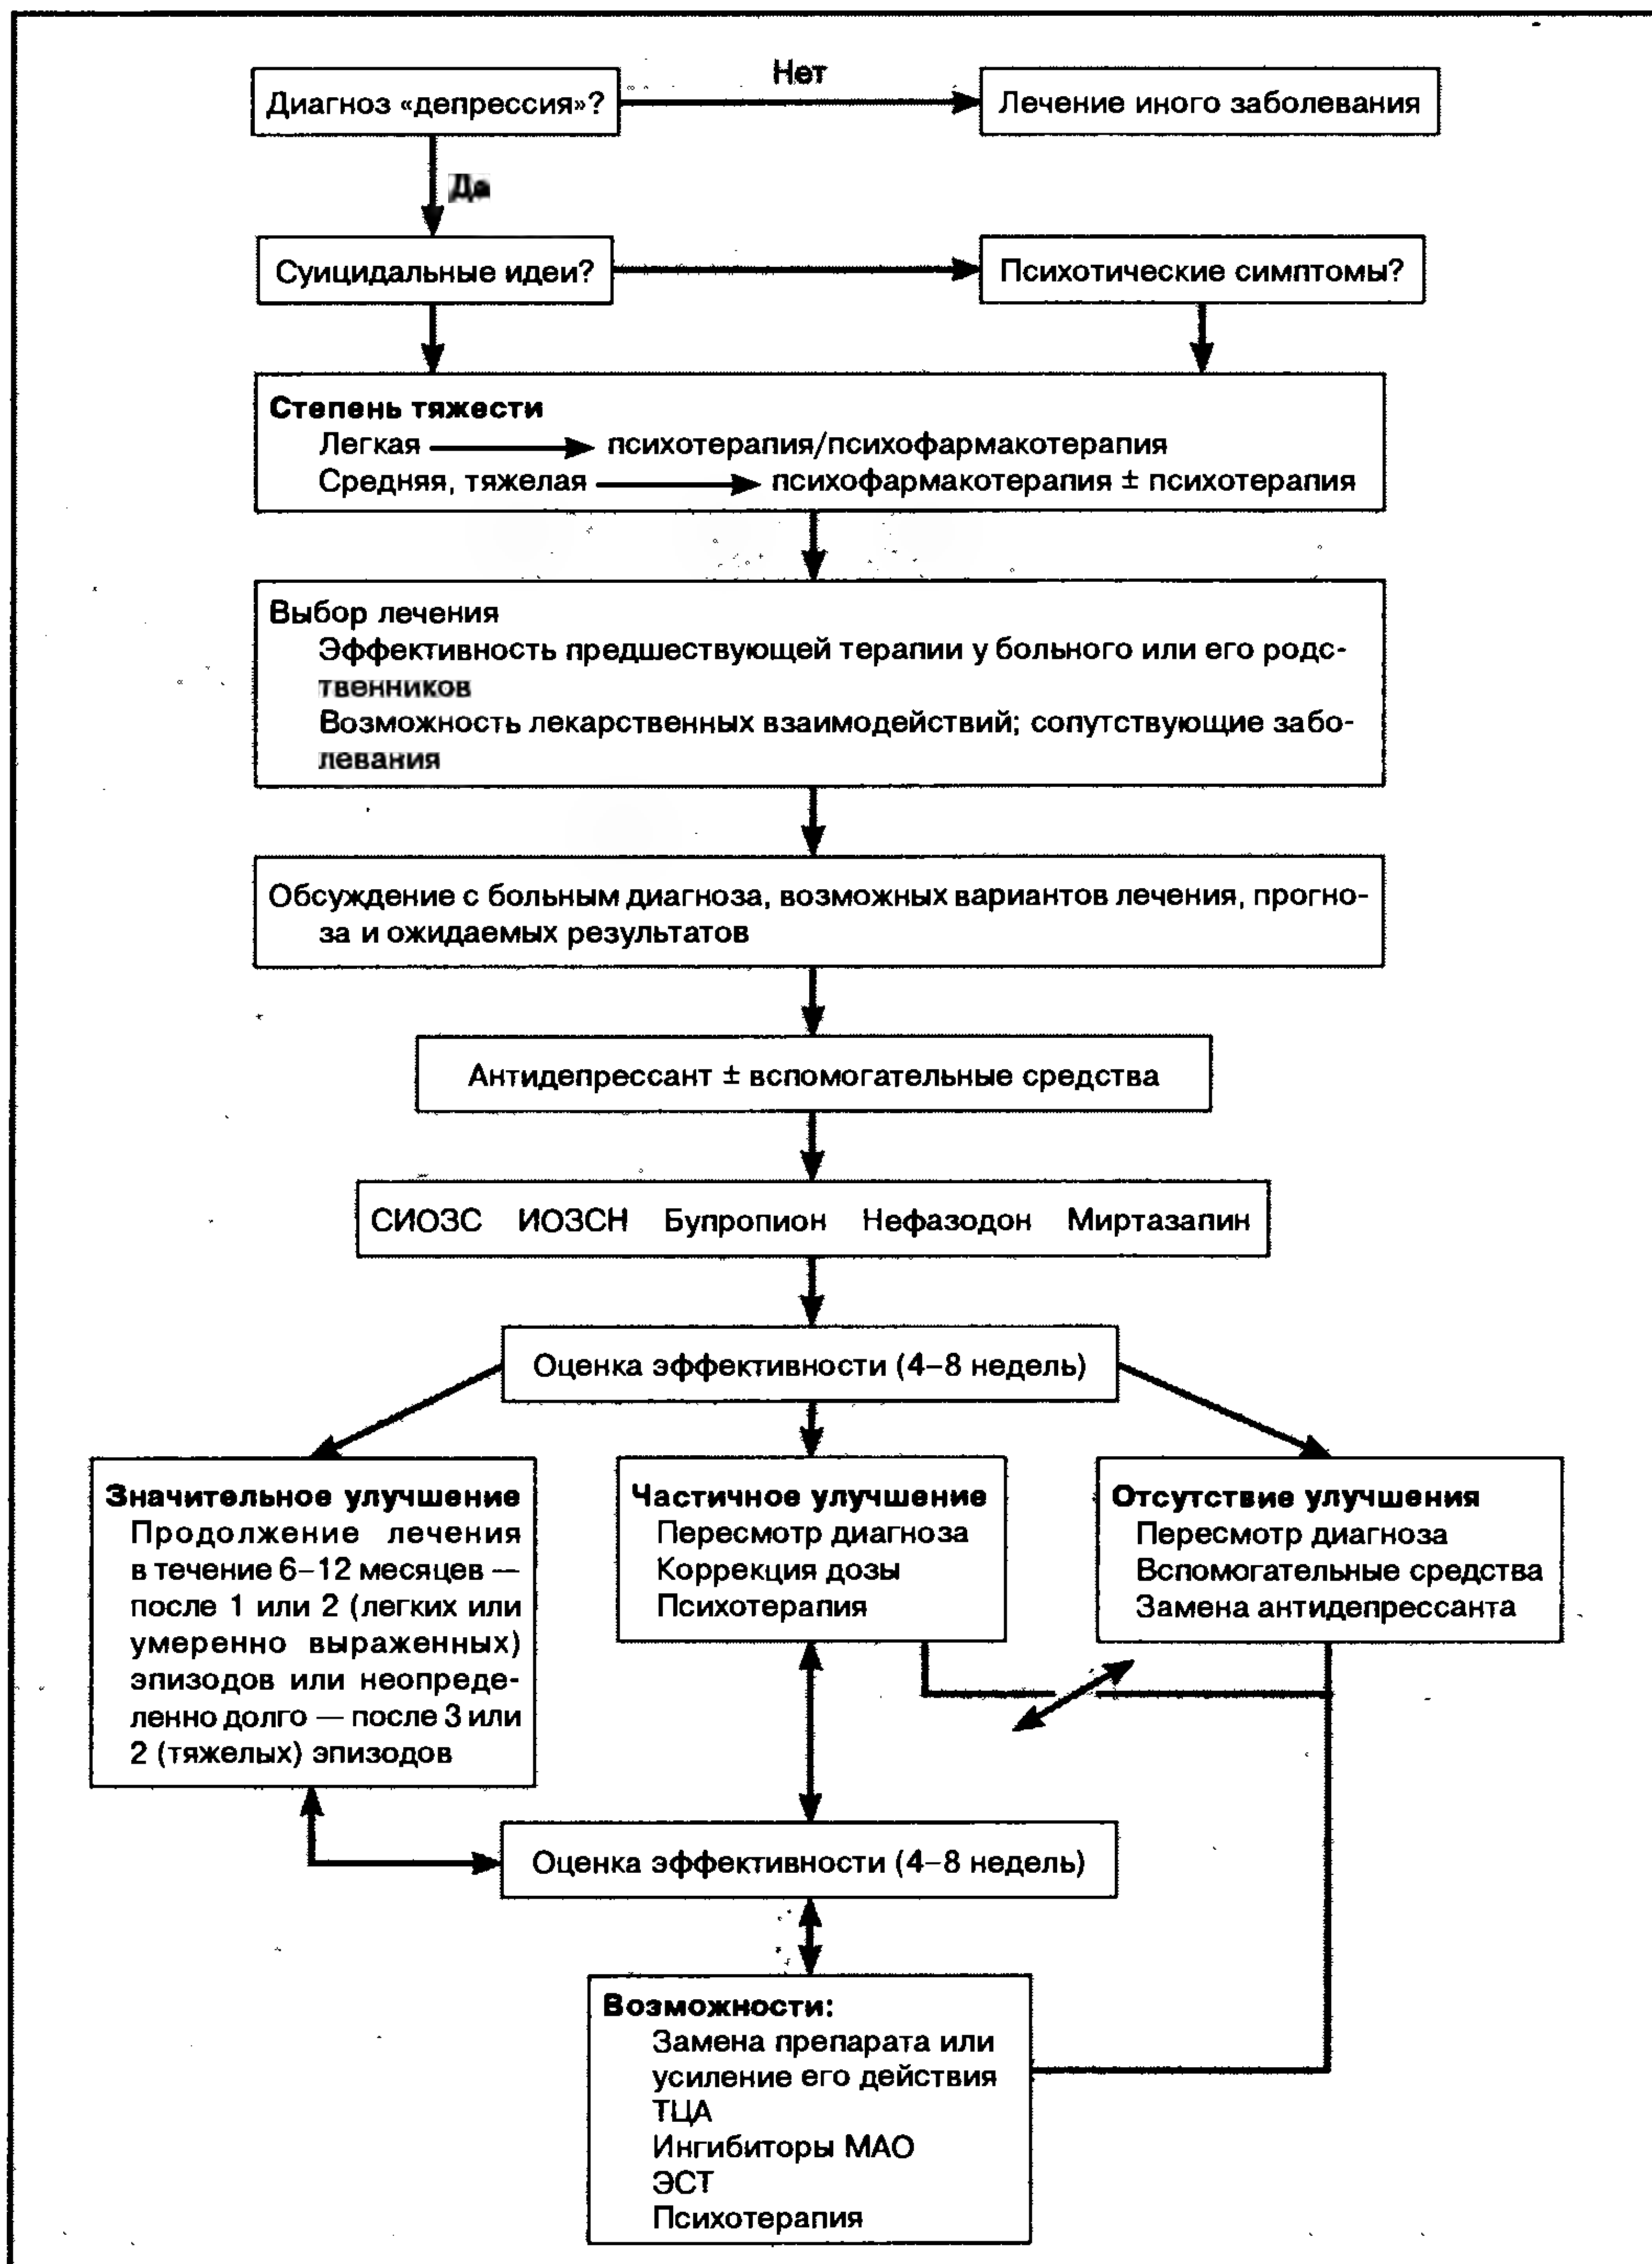 Диагноз «депрессия»?
Нет
Лечение иного заболевания
Да
Суицидальные идеи?
Психотические симптомы?
Степень тяжести
Легкая
психотерапия/психофармакотерапия
Средняя, тяжелая
психофармакотерапия ± психотерапия
Выбор лечения
Эффективность предшествующей терапии у больного или его родс-
твенников
Возможность лекарственных взаимодействий; сопутствующие забо-
левания
Обсуждение с больным диагноза, возможных вариантов лечения, прогно-
за и ожидаемых результатов
Антидепрессант ± вспомогательные средства
СИОЗС ИОЗСН Бупропион Нефазодон Миртазапин
Оценка эффективности (4–8 недель)
Значительное улучшение
Продолжение лечения
в течение 6–12 месяцев —
после 1 или 2 (легких или
умеренно выраженных)
эпизодов или неопреде-
ленно долго — после 3 или
2 (тяжелых) эпизодов
Частичное улучшение
Пересмотр диагноза
Коррекция дозы
Психотерапия
Отсутствие улучшения
Пересмотр диагноза
Вспомогательные средства
Замена антидепрессанта
Оценка эффективности (4–8 недель)
Возможности:
Замена препарата или
усиление его действия
ТЦА
Ингибиторы МАО
ЭСТ
Психотерапия